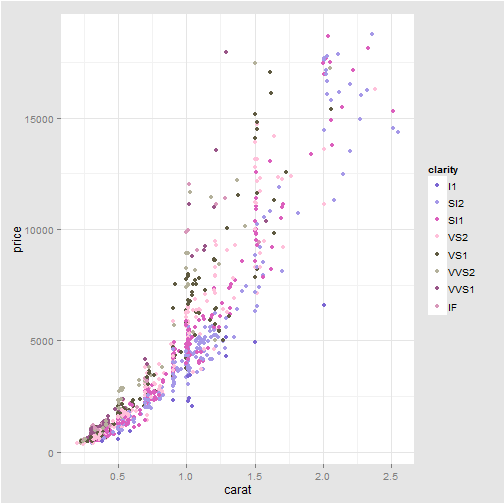 15000
10000
5000
0
price
0.5
1.0
1.5
2.0
2.5
carat
clarity
I1
SI2
SI1
VS2
VS1
VVS2
VVS1
IF